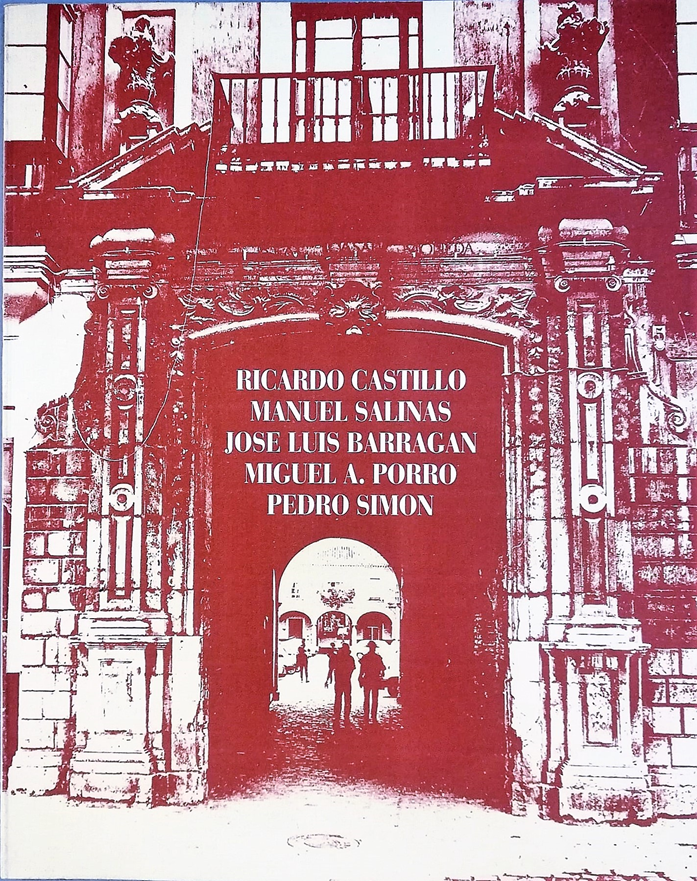 RICARDO CASTILLO
MANUEL SALINAS
JOSE LUIS BARRAGAN
MIGUEL A. PORRO
PEDRO SIMON